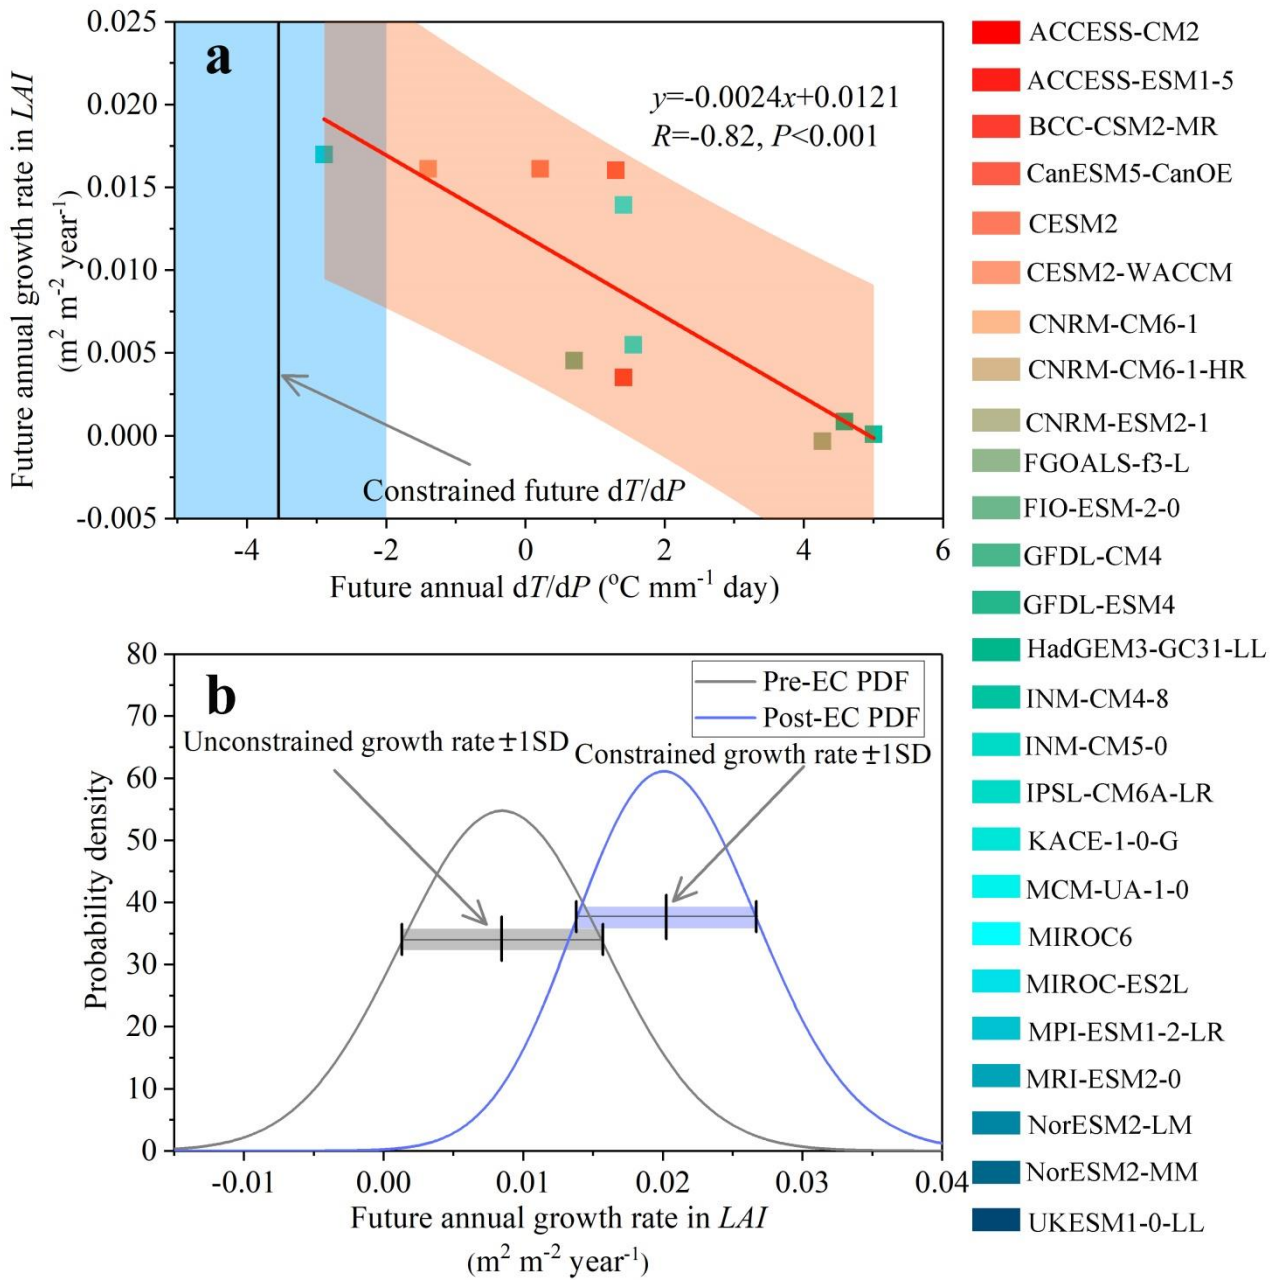 a
y=-0.0024x+0.0121
R=-0.82, P<0.001
Future annual growth rate in LAI
(m² m⁻² year⁻¹)
0.025
0.020
0.015
0.010
0.005
0.000
-0.005
Constrained future dT/dP
-4 -2 0 2 4 6
Future annual dT/dP (°C mm⁻¹ day)
b
Pre-EC PDF
Post-EC PDF
Unconstrained growth rate±1SD
Constrained growth rate±1SD
Probability density
80
70
60
50
40
30
20
10
0
-0.01 0.00 0.01 0.02 0.03 0.04
Future annual growth rate in LAI
(m² m⁻² year⁻¹)
ACCESS-CM2
ACCESS-ESM1-5
BCC-CSM2-MR
CanESM5-CanOE
CESM2
CESM2-WACCM
CNRM-CM6-1
CNRM-CM6-1-HR
CNRM-ESM2-1
FGOALS-f3-L
FIO-ESM-2-0
GFDL-CM4
GFDL-ESM4
HadGEM3-GC31-LL
INM-CM4-8
INM-CM5-0
IPSL-CM6A-LR
KACE-1-0-G
MCM-UA-1-0
MIROC6
MIROC-ES2L
MPI-ESM1-2-LR
MRI-ESM2-0
NorESM2-LM
NorESM2-MM
UKESM1-0-LL